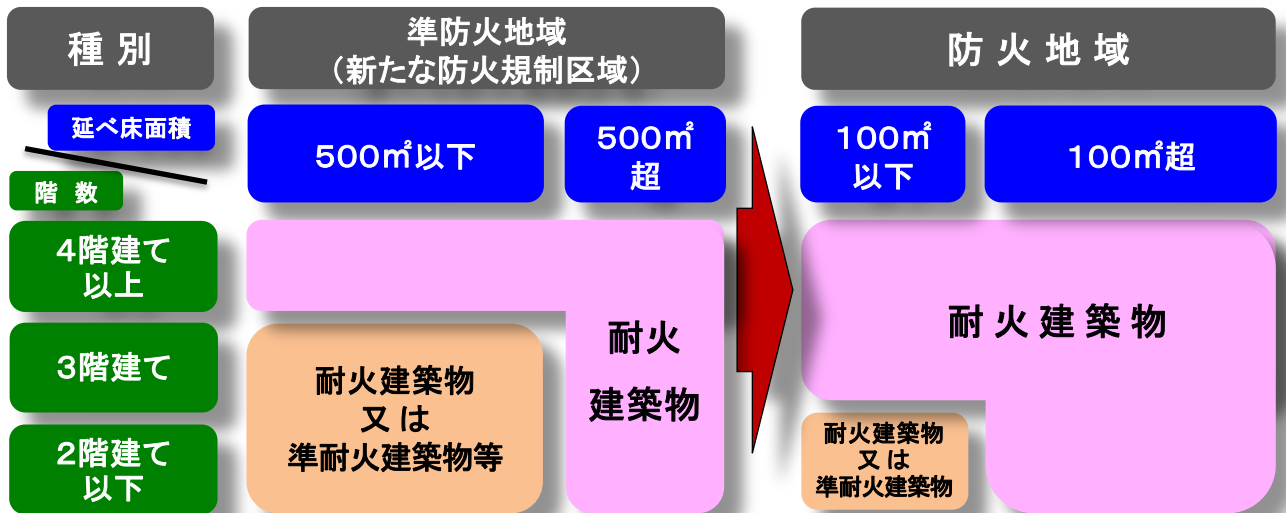 種別
準防火地域
（新たな防火規制区域）
防火地域
延べ床面積
階数
500㎡以下
500㎡
超
100㎡
以下
100㎡超
4階建て
以上
3階建て
2階建て
以下
耐火建築物
又は
準耐火建築物等
耐火
建築物
耐火建築物
耐火建築物
又は
準耐火建築物